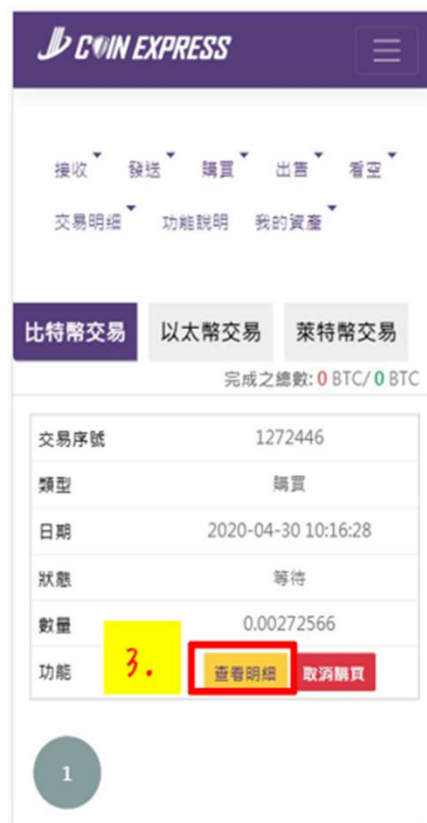 COIN EXPRESS
接收 發送 購買 出售 看空
交易明細 功能說明 我的資產
比特幣交易 以太幣交易 萊特幣交易
完成之總數: 0 BTC/ 0 BTC
交易序號 1272446
類型 購買
日期 2020-04-30 10:16:28
狀態 等待
數量 0.00272566
功能 3. 查看明細 取消購買
1